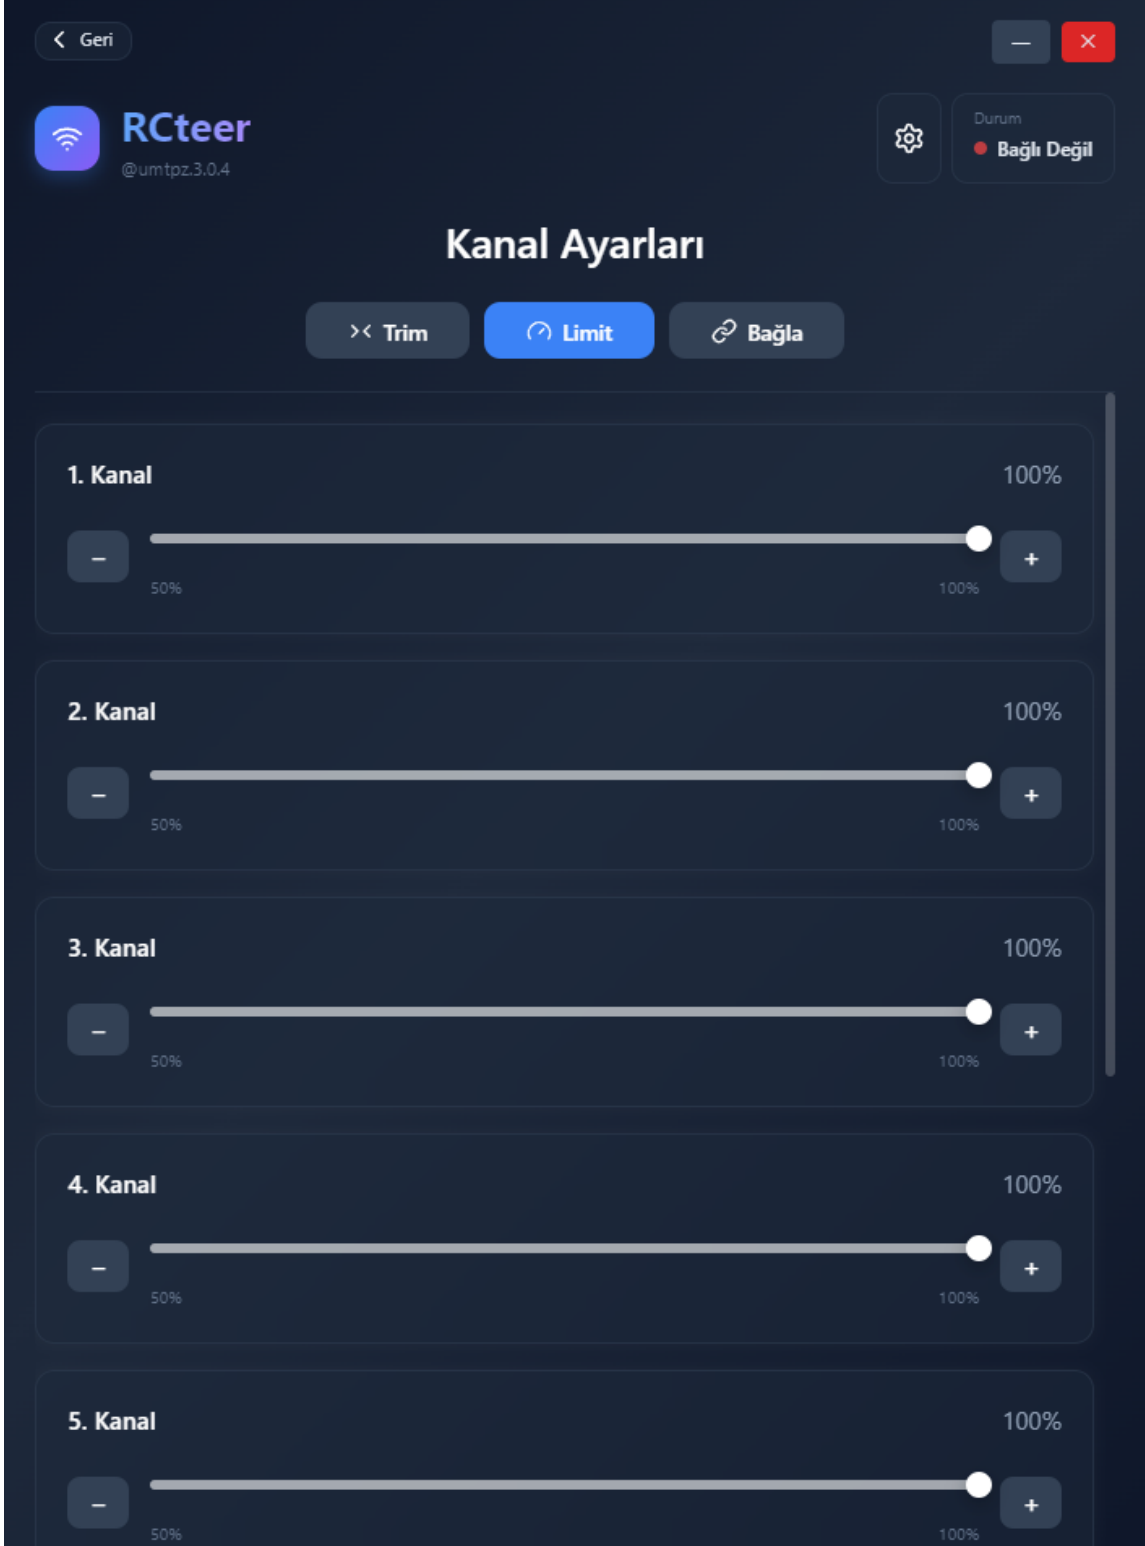 Geri
RCteer
@umtpz.3.0.4
Durum
Bağlı Değil
Kanal Ayarları
Trim
Limit
Bağla
1. Kanal
100%
−
+
50%
100%
2. Kanal
100%
−
+
50%
100%
3. Kanal
100%
−
+
50%
100%
4. Kanal
100%
−
+
50%
100%
5. Kanal
100%
−
+
50%
100%